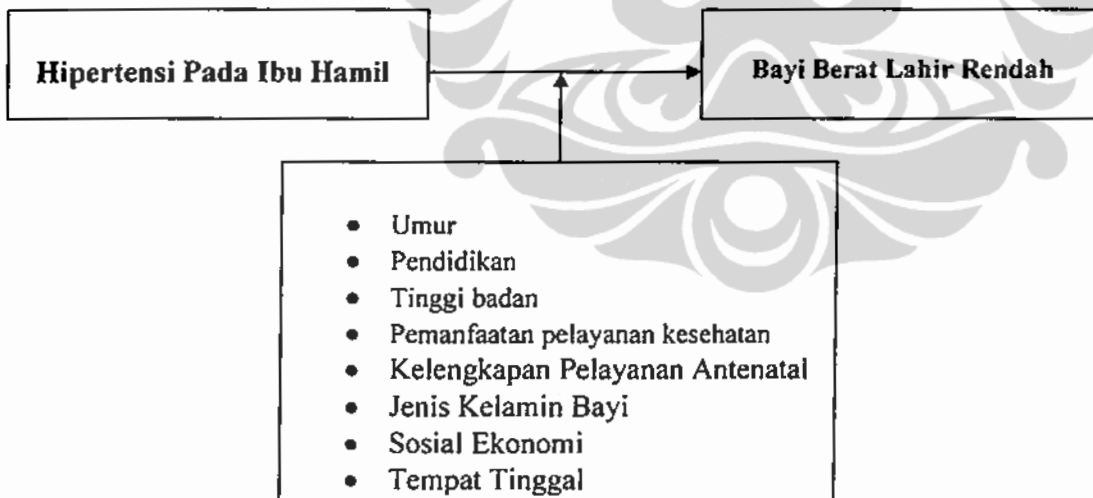 Hipertensi Pada Ibu Hamil
Bayi Berat Lahir Rendah
• Umur
• Pendidikan
• Tinggi badan
• Pemanfaatan pelayanan kesehatan
• Kelengkapan Pelayanan Antenatal
• Jenis Kelamin Bayi
• Sosial Ekonomi
• Tempat Tinggal